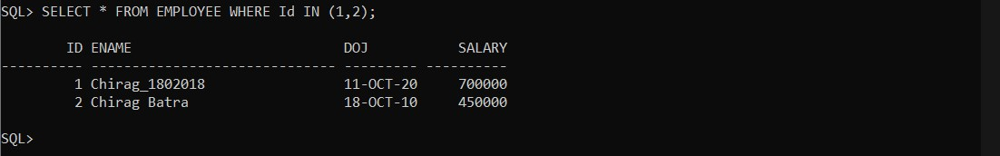 SQL> SELECT * FROM EMPLOYEE WHERE Id IN (1,2);
        ID ENAME                          DOJ           SALARY
---------- ------------------------------ --------- ----------
         1 Chirag_1802018                 11-OCT-20     700000
         2 Chirag Batra                   18-OCT-10     450000
SQL>